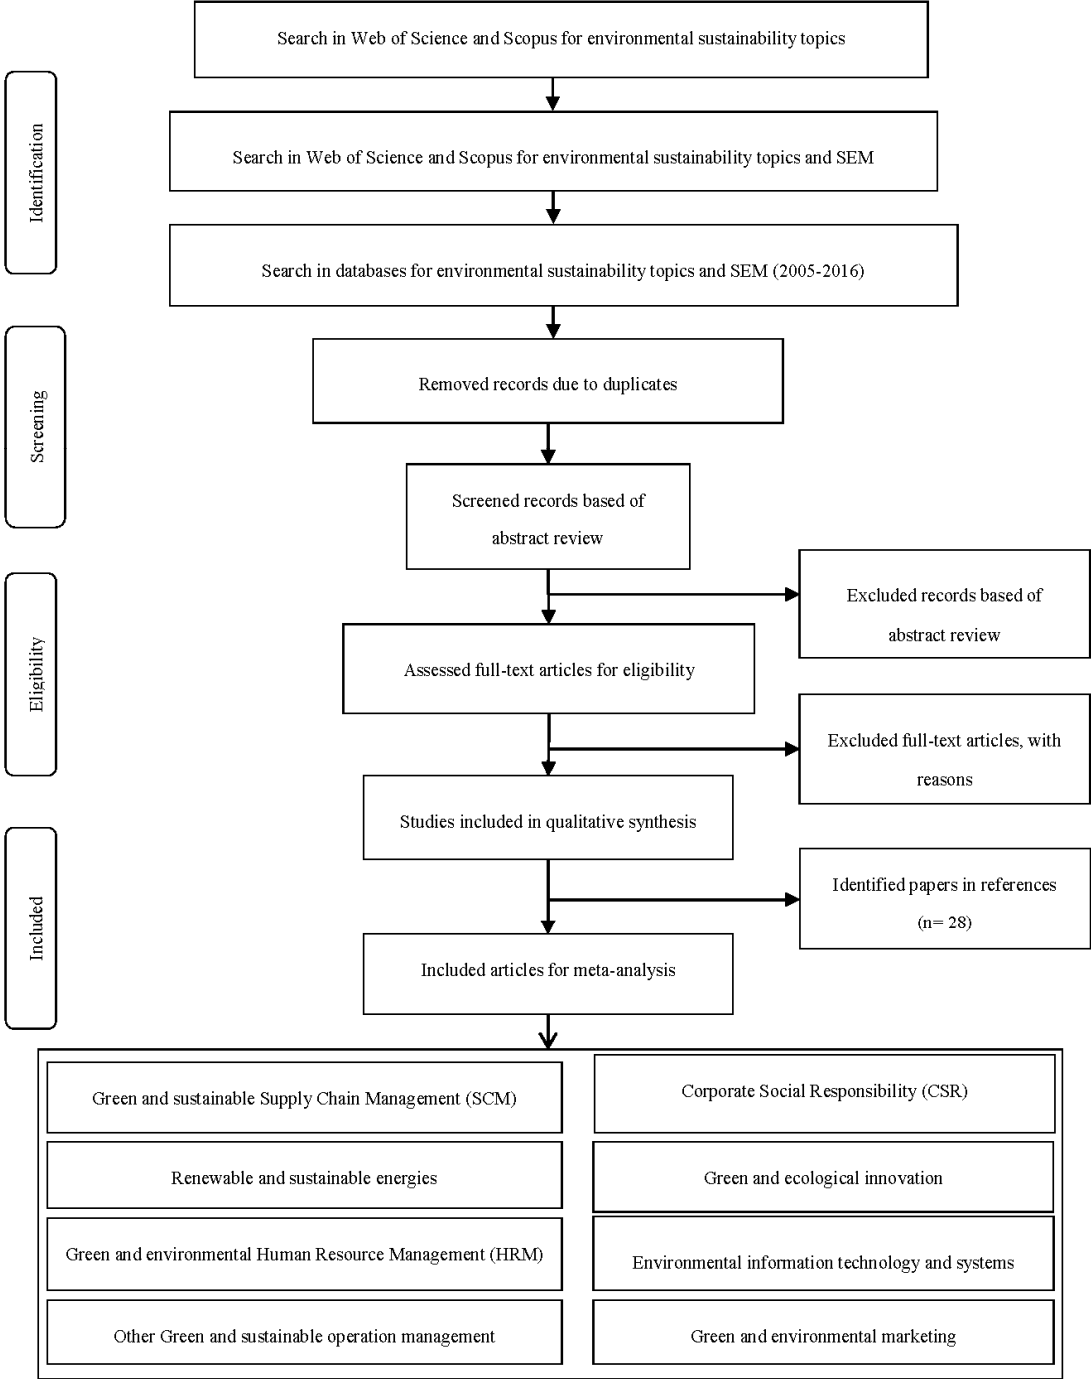 Search in Web of Science and Scopus for environmental sustainability topics
Identification
Search in Web of Science and Scopus for environmental sustainability topics and SEM
Search in databases for environmental sustainability topics and SEM (2005-2016)
Screening
Removed records due to duplicates
Screened records based of
abstract review
Excluded records based of
abstract review
Eligibility
Assessed full-text articles for eligibility
Excluded full-text articles, with
reasons
Studies included in qualitative synthesis
Included
Identified papers in references
(n= 28)
Included articles for meta-analysis
Green and sustainable Supply Chain Management (SCM)
Corporate Social Responsibility (CSR)
Renewable and sustainable energies
Green and ecological innovation
Green and environmental Human Resource Management (HRM)
Environmental information technology and systems
Other Green and sustainable operation management
Green and environmental marketing